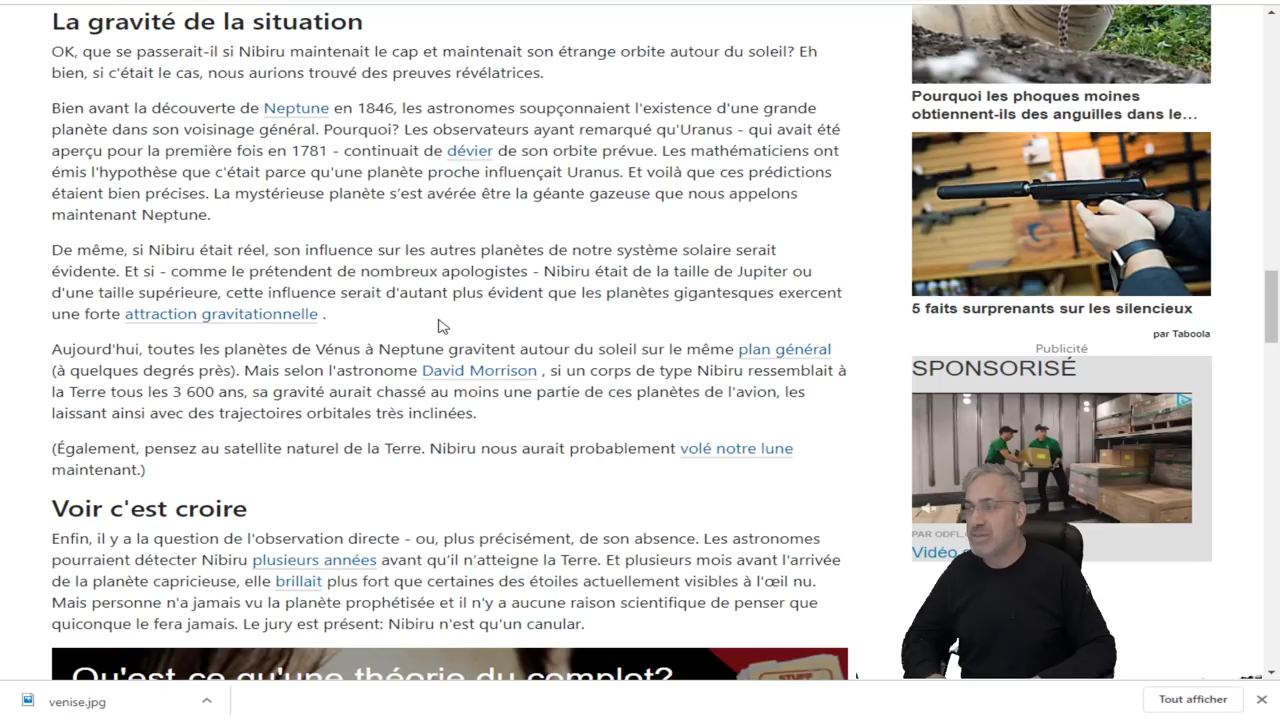 La gravité de la situation
OK, que se passerait-il si Nibiru maintenait le cap et maintenait son étrange orbite autour du soleil? Eh
bien, si c'était le cas, nous aurions trouvé des preuves révélatrices.
Bien avant la découverte de Neptune en 1846, les astronomes soupçonnaient l'existence d'une grande
planète dans son voisinage général. Pourquoi? Les observateurs ayant remarqué qu'Uranus - qui avait été
aperçu pour la première fois en 1781 - continuait de dévier de son orbite prévue. Les mathématiciens ont
émis l'hypothèse que c'était parce qu'une planète proche influençait Uranus. Et voilà que ces prédictions
étaient bien précises. La mystérieuse planète s’est avérée être la géante gazeuse que nous appelons
maintenant Neptune.
De même, si Nibiru était réel, son influence sur les autres planètes de notre système solaire serait
évidente. Et si - comme le prétendent de nombreux apologistes - Nibiru était de la taille de Jupiter ou
d'une taille supérieure, cette influence serait d'autant plus évident que les planètes gigantesques exercent
une forte attraction gravitationnelle .
Aujourd'hui, toutes les planètes de Vénus à Neptune gravitent autour du soleil sur le même plan général
(à quelques degrés près). Mais selon l'astronome David Morrison , si un corps de type Nibiru ressemblait à
la Terre tous les 3 600 ans, sa gravité aurait chassé au moins une partie de ces planètes de l'avion, les
laissant ainsi avec des trajectoires orbitales très inclinées.
(Également, pensez au satellite naturel de la Terre. Nibiru nous aurait probablement volé notre lune
maintenant.)
Voir c'est croire
Enfin, il y a la question de l'observation directe - ou, plus précisément, de son absence. Les astronomes
pourraient détecter Nibiru plusieurs années avant qu’il n’atteigne la Terre. Et plusieurs mois avant l'arrivée
de la planète capricieuse, elle brillait plus fort que certaines des étoiles actuellement visibles à l'œil nu.
Mais personne n'a jamais vu la planète prophétisée et il n'y a aucune raison scientifique de penser que
quiconque le fera jamais. Le jury est présent: Nibiru n'est qu'un canular.
Qu'est-ce qu'une théorie du complot?
STUFF
Pourquoi les phoques moines
obtiennent-ils des anguilles dans le...
5 faits surprenants sur les silencieux
par Taboola
Publicité
SPONSORISÉ
PAR ODFL.
Vidéo
venise.jpg
Tout afficher